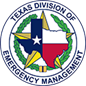 TEXAS DIVISION OF
EMERGENCY MANAGEMENT